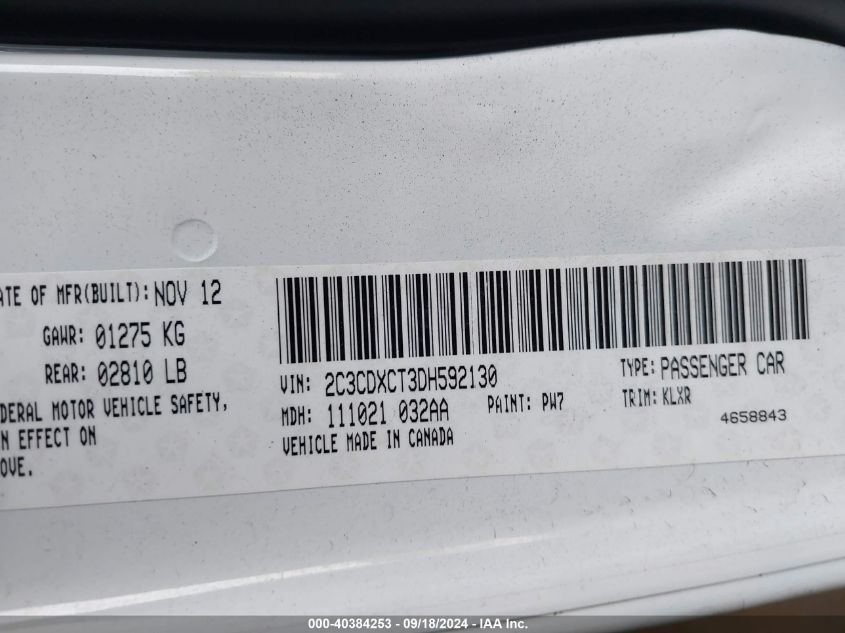 ATE OF MFR(BUILT): NOV 12
GAWR: 01275 KG
REAR: 02810 LB
EDERAL MOTOR VEHICLE SAFETY,
N EFFECT ON
OVE.
VIN: 2C3CDXCT3DH592130
TYPE: PASSENGER CAR
MDH: 111021 032AA
PAINT: PW7
TRIM: KLXR
VEHICLE MADE IN CANADA
4658843
000-40384253 - 09/18/2024 - IAA Inc.